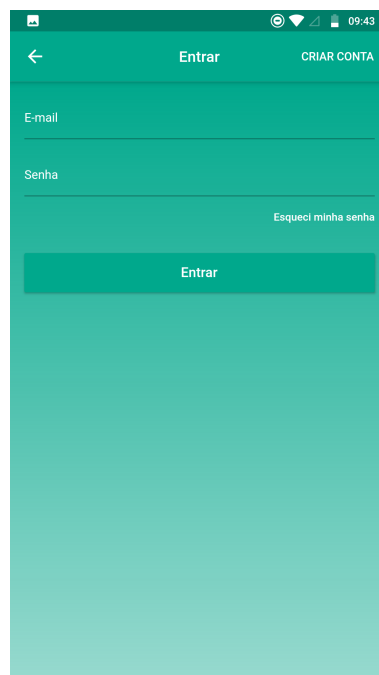 09:43
Entrar
CRIAR CONTA
E-mail
Senha
Esqueci minha senha
Entrar